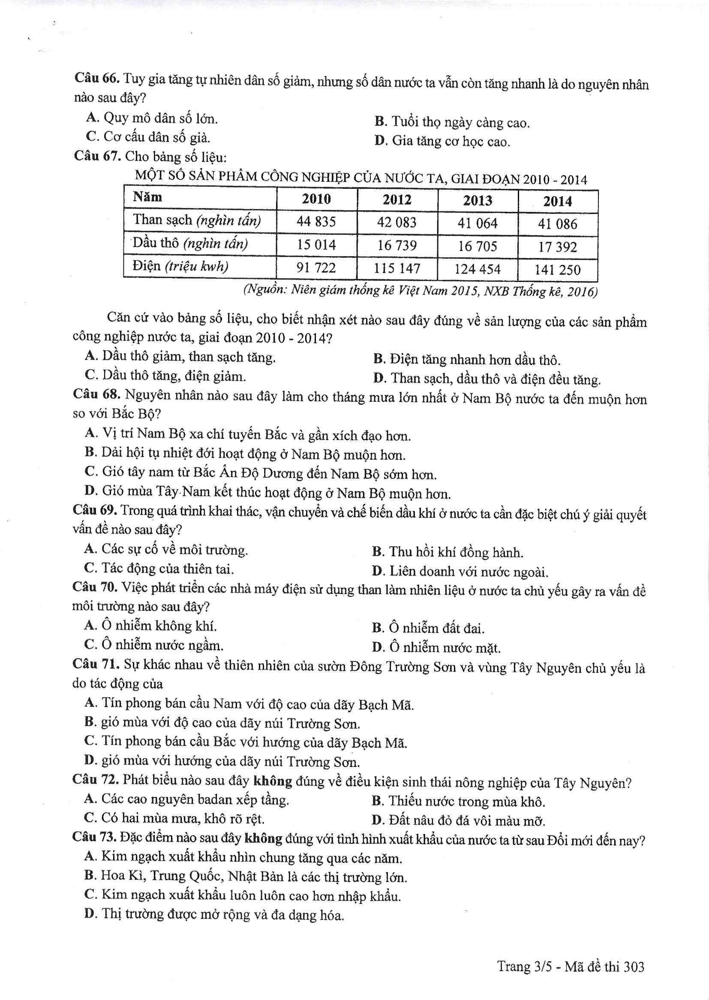 Câu 66. Tuy gia tăng tự nhiên dân số giảm, nhưng số dân nước ta vẫn còn tăng nhanh là do nguyên nhân
nào sau đây?
A. Quy mô dân số lớn. B. Tuổi thọ ngày càng cao.
C. Cơ cấu dân số già. D. Gia tăng cơ học cao.
Câu 67. Cho bảng số liệu:
MỘT SỐ SẢN PHẨM CÔNG NGHIỆP CỦA NƯỚC TA, GIAI ĐOẠN 2010 - 2014
Năm 2010 2012 2013 2014
Than sạch (nghìn tấn) 44 835 42 083 41 064 41 086
Dầu thô (nghìn tấn) 15 014 16 739 16 705 17 392
Điện (triệu kwh) 91 722 115 147 124 454 141 250
(Nguồn: Niên giám thống kê Việt Nam 2015, NXB Thống kê, 2016)
Căn cứ vào bảng số liệu, cho biết nhận xét nào sau đây đúng về sản lượng của các sản phẩm
công nghiệp nước ta, giai đoạn 2010 - 2014?
A. Dầu thô giảm, than sạch tăng. B. Điện tăng nhanh hơn dầu thô.
C. Dầu thô tăng, điện giảm. D. Than sạch, dầu thô và điện đều tăng.
Câu 68. Nguyên nhân nào sau đây làm cho tháng mưa lớn nhất ở Nam Bộ nước ta đến muộn hơn
so với Bắc Bộ?
A. Vị trí Nam Bộ xa chí tuyến Bắc và gần xích đạo hơn.
B. Dải hội tụ nhiệt đới hoạt động ở Nam Bộ muộn hơn.
C. Gió tây nam từ Bắc Ấn Độ Dương đến Nam Bộ sớm hơn.
D. Gió mùa Tây Nam kết thúc hoạt động ở Nam Bộ muộn hơn.
Câu 69. Trong quá trình khai thác, vận chuyển và chế biến dầu khí ở nước ta cần đặc biệt chú ý giải quyết
vấn đề nào sau đây?
A. Các sự cố về môi trường. B. Thu hồi khí đồng hành.
C. Tác động của thiên tai. D. Liên doanh với nước ngoài.
Câu 70. Việc phát triển các nhà máy điện sử dụng than làm nhiên liệu ở nước ta chủ yếu gây ra vấn đề
môi trường nào sau đây?
A. Ô nhiễm không khí. B. Ô nhiễm đất đai.
C. Ô nhiễm nước ngầm. D. Ô nhiễm nước mặt.
Câu 71. Sự khác nhau về thiên nhiên của sườn Đông Trường Sơn và vùng Tây Nguyên chủ yếu là
do tác động của
A. Tín phong bán cầu Nam với độ cao của dãy Bạch Mã.
B. gió mùa với độ cao của dãy núi Trường Sơn.
C. Tín phong bán cầu Bắc với hướng của dãy Bạch Mã.
D. gió mùa với hướng của dãy núi Trường Sơn.
Câu 72. Phát biểu nào sau đây không đúng về điều kiện sinh thái nông nghiệp của Tây Nguyên?
A. Các cao nguyên badan xếp tầng. B. Thiếu nước trong mùa khô.
C. Có hai mùa mưa, khô rõ rệt. D. Đất nâu đỏ đá vôi màu mỡ.
Câu 73. Đặc điểm nào sau đây không đúng với tình hình xuất khẩu của nước ta từ sau Đổi mới đến nay?
A. Kim ngạch xuất khẩu nhìn chung tăng qua các năm.
B. Hoa Kì, Trung Quốc, Nhật Bản là các thị trường lớn.
C. Kim ngạch xuất khẩu luôn luôn cao hơn nhập khẩu.
D. Thị trường được mở rộng và đa dạng hóa.
Trang 3/5 - Mã đề thi 303